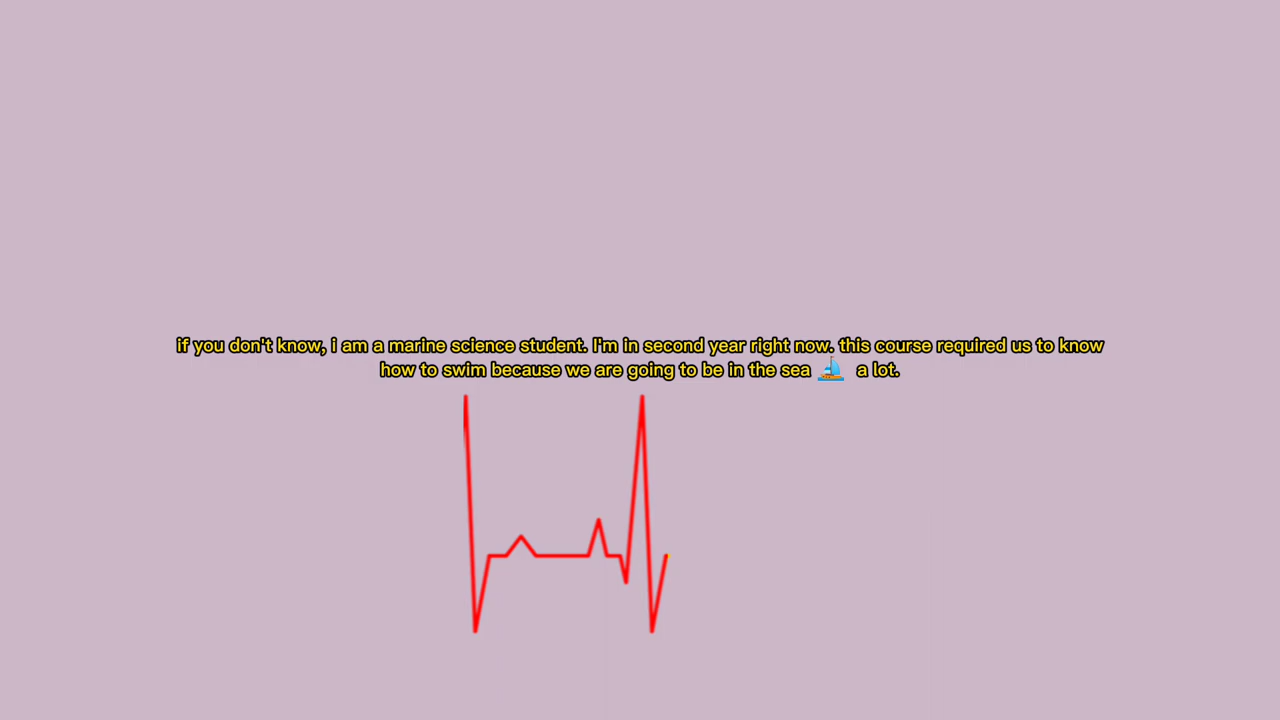 if you don't know, i am a marine science student. I'm in second year right now. this course required us to know
how to swim because we are going to be in the sea ⛵ a lot.